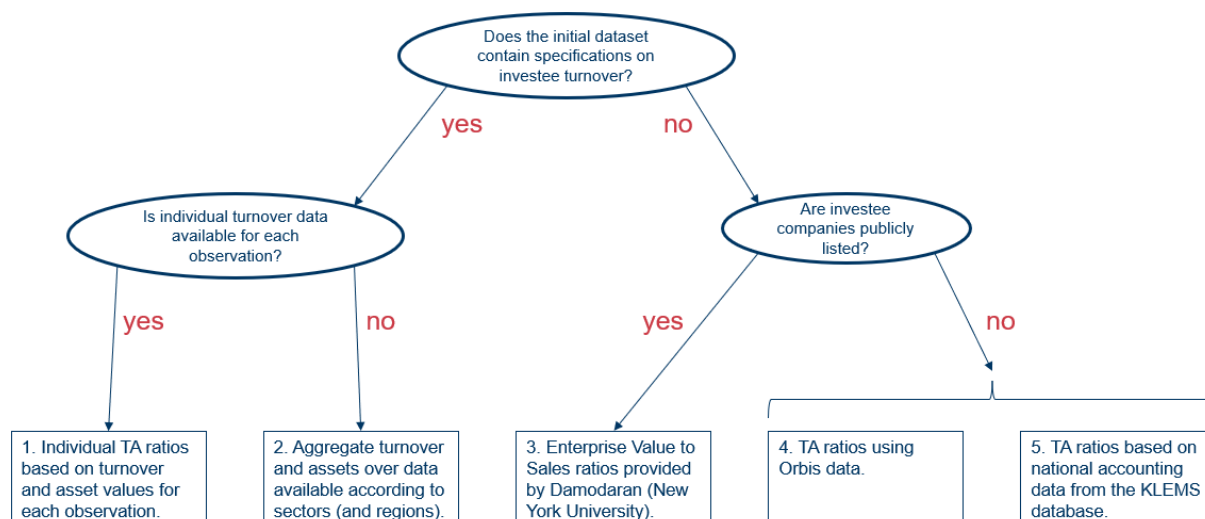 Does the initial dataset
contain specifications on
investee turnover?
yes
no
Is individual turnover data
available for each
observation?
Are investee
companies publicly
listed?
yes
no
yes
no
1. Individual TA ratios
based on turnover
and asset values for
each observation.
2. Aggregate turnover
and assets over data
available according to
sectors (and regions).
3. Enterprise Value to
Sales ratios provided
by Damodaran (New
York University).
4. TA ratios using
Orbis data.
5. TA ratios based on
national accounting
data from the KLEMS
database.